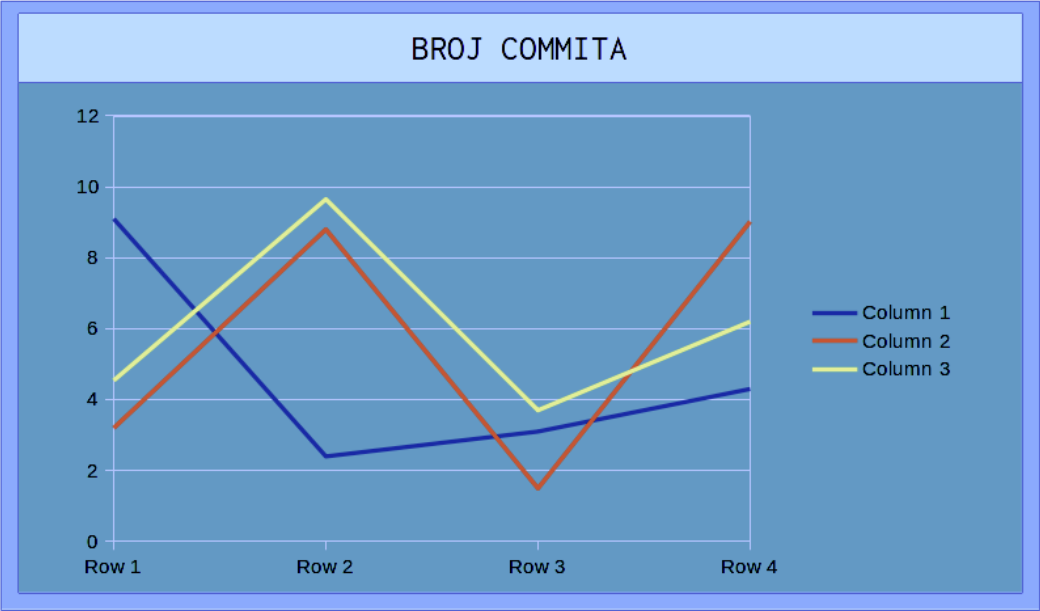 BROJ COMMITA
12
10
8
6
4
2
0
Row 1 Row 2 Row 3 Row 4
Column 1
Column 2
Column 3